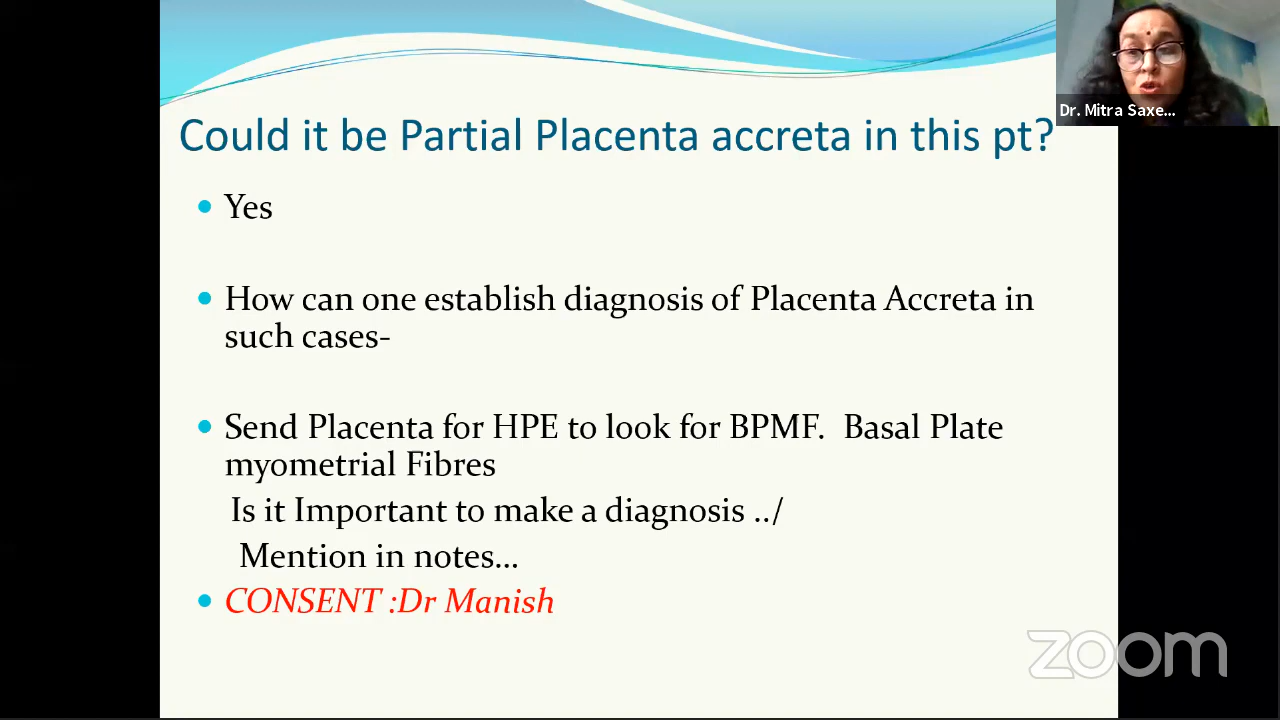 Dr. Mitra Saxe...
Could it be Partial Placenta accreta in this pt?
• Yes
• How can one establish diagnosis of Placenta Accreta in
such cases-
• Send Placenta for HPE to look for BPMF.  Basal Plate
myometrial Fibres
Is it Important to make a diagnosis ../
Mention in notes...
• CONSENT :Dr Manish
zoom